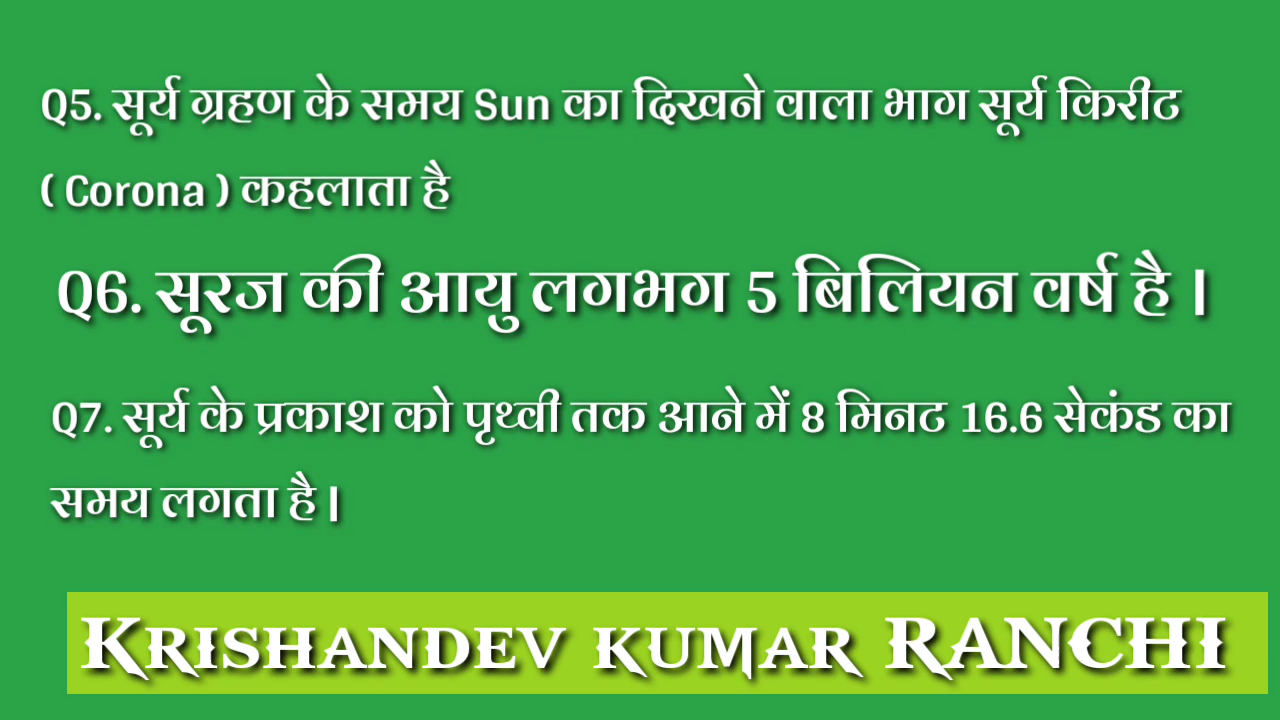 Q5. सूर्य ग्रहण के समय Sun का दिखने वाला भाग सूर्य किरीट
( Corona ) कहलाता है
Q6. सूरज की आयु लगभग 5 बिलियन वर्ष है ।
Q7. सूर्य के प्रकाश को पृथ्वी तक आने में 8 मिनट 16.6 सेकंड का
समय लगता है।
KRISHANDEV KUMAR RANCHI